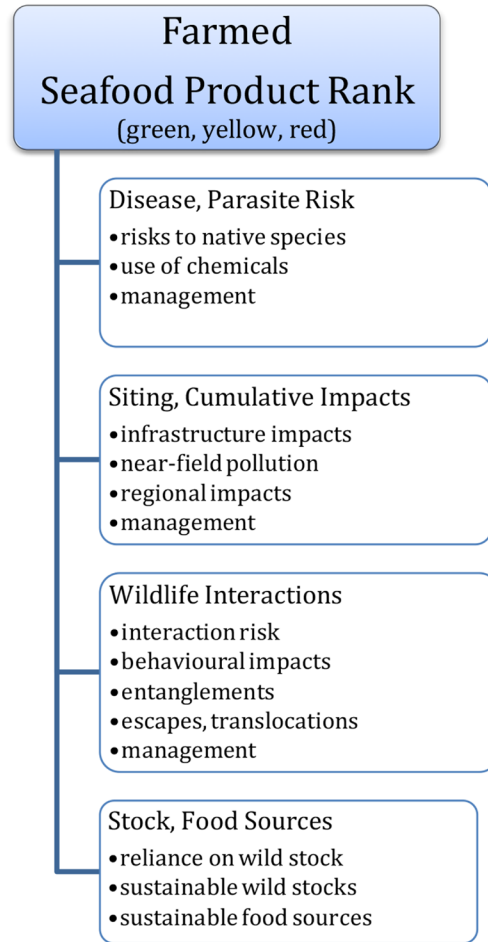 Farmed
Seafood Product Rank
(green, yellow, red)
Disease, Parasite Risk
•risks to native species
•use of chemicals
•management
Siting, Cumulative Impacts
•infrastructure impacts
•near-field pollution
•regional impacts
•management
Wildlife Interactions
•interaction risk
•behavioural impacts
•entanglements
•escapes, translocations
•management
Stock, Food Sources
•reliance on wild stock
•sustainable wild stocks
•sustainable food sources